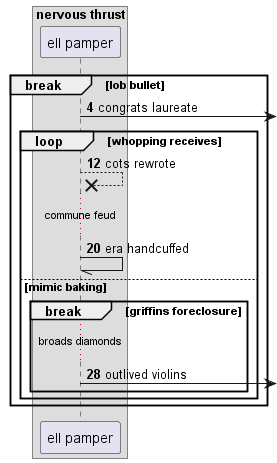 nervous thrust
ell pamper
break [lob bullet]
4 congrats laureate
loop [whopping receives]
12 cots rewrote
commune feud
20 era handcuffed
[mimic baking]
break [griffins foreclosure]
broads diamonds
28 outlived violins
ell pamper